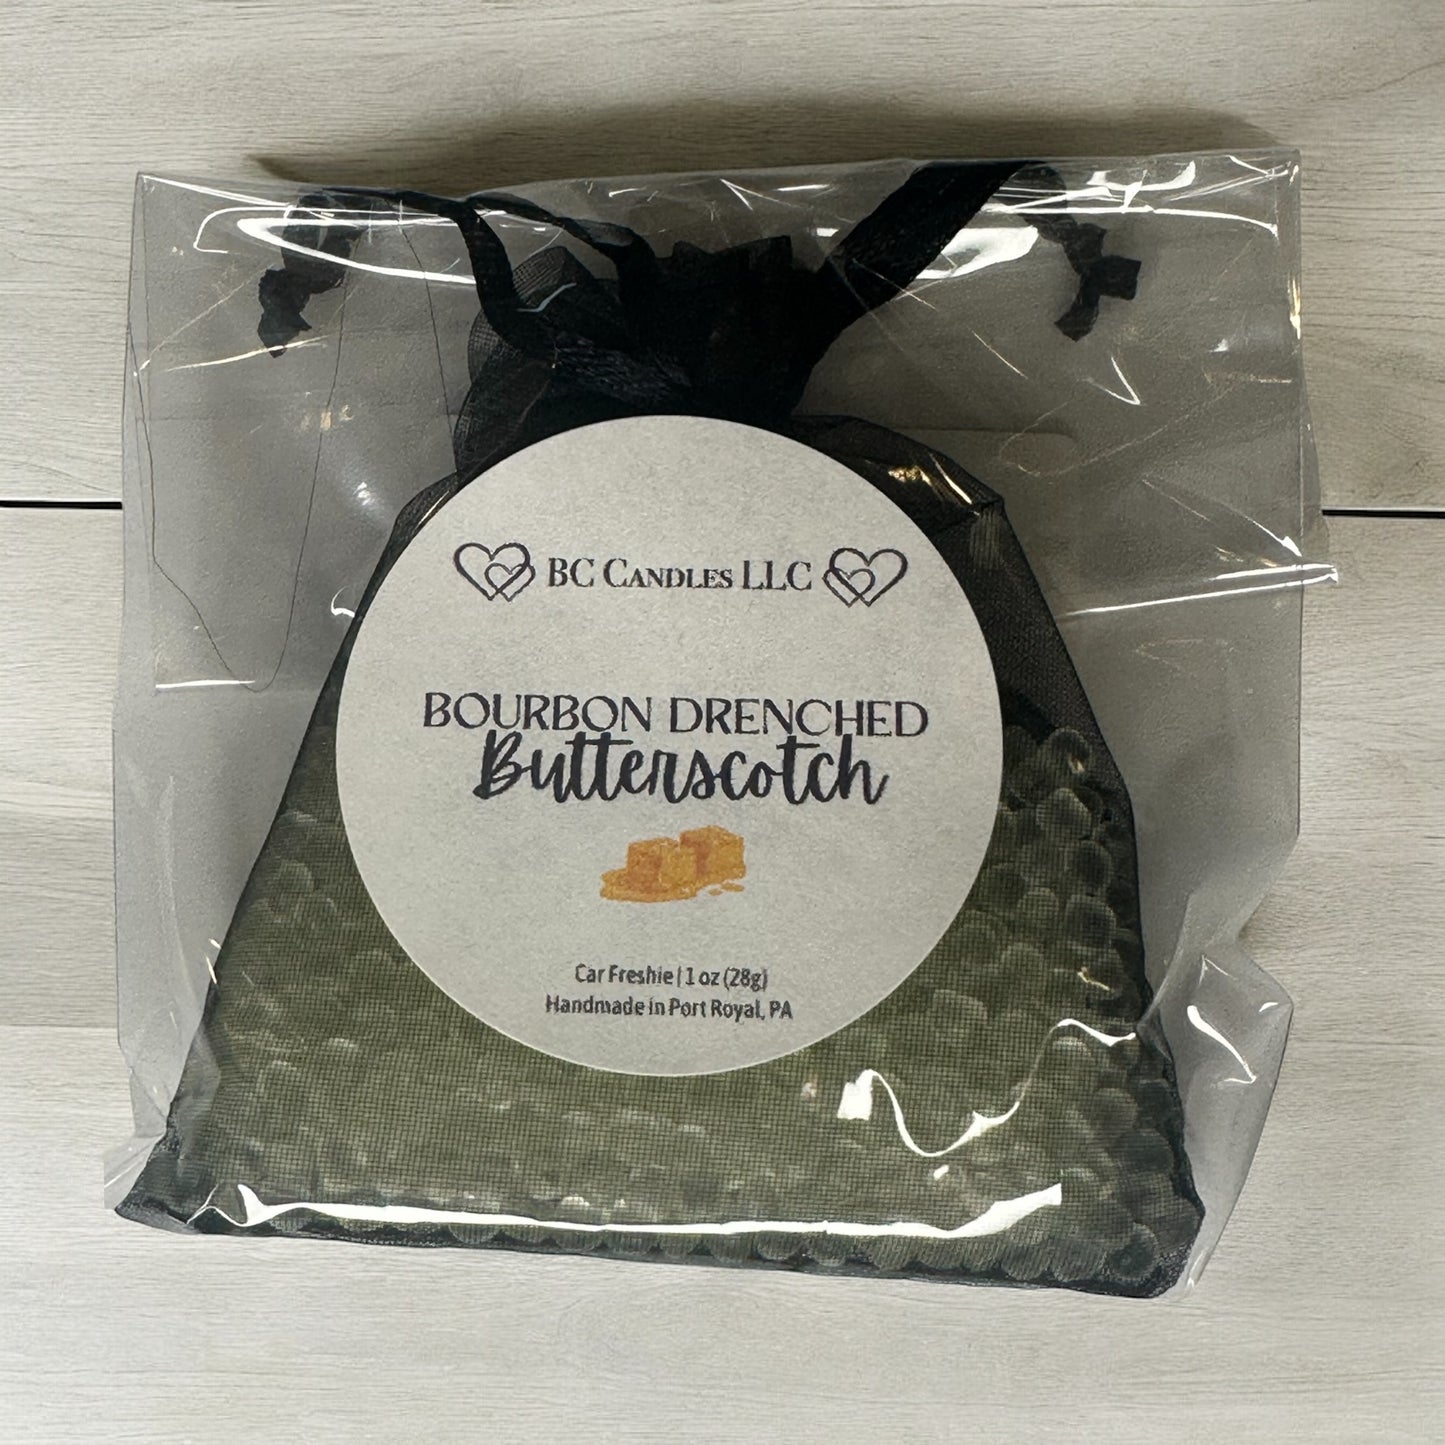 BC CANDLES LLC
BOURBON DRENCHED
Butterscotch
Car Freshie | 1 oz (28g)
Handmade in Port Royal, PA